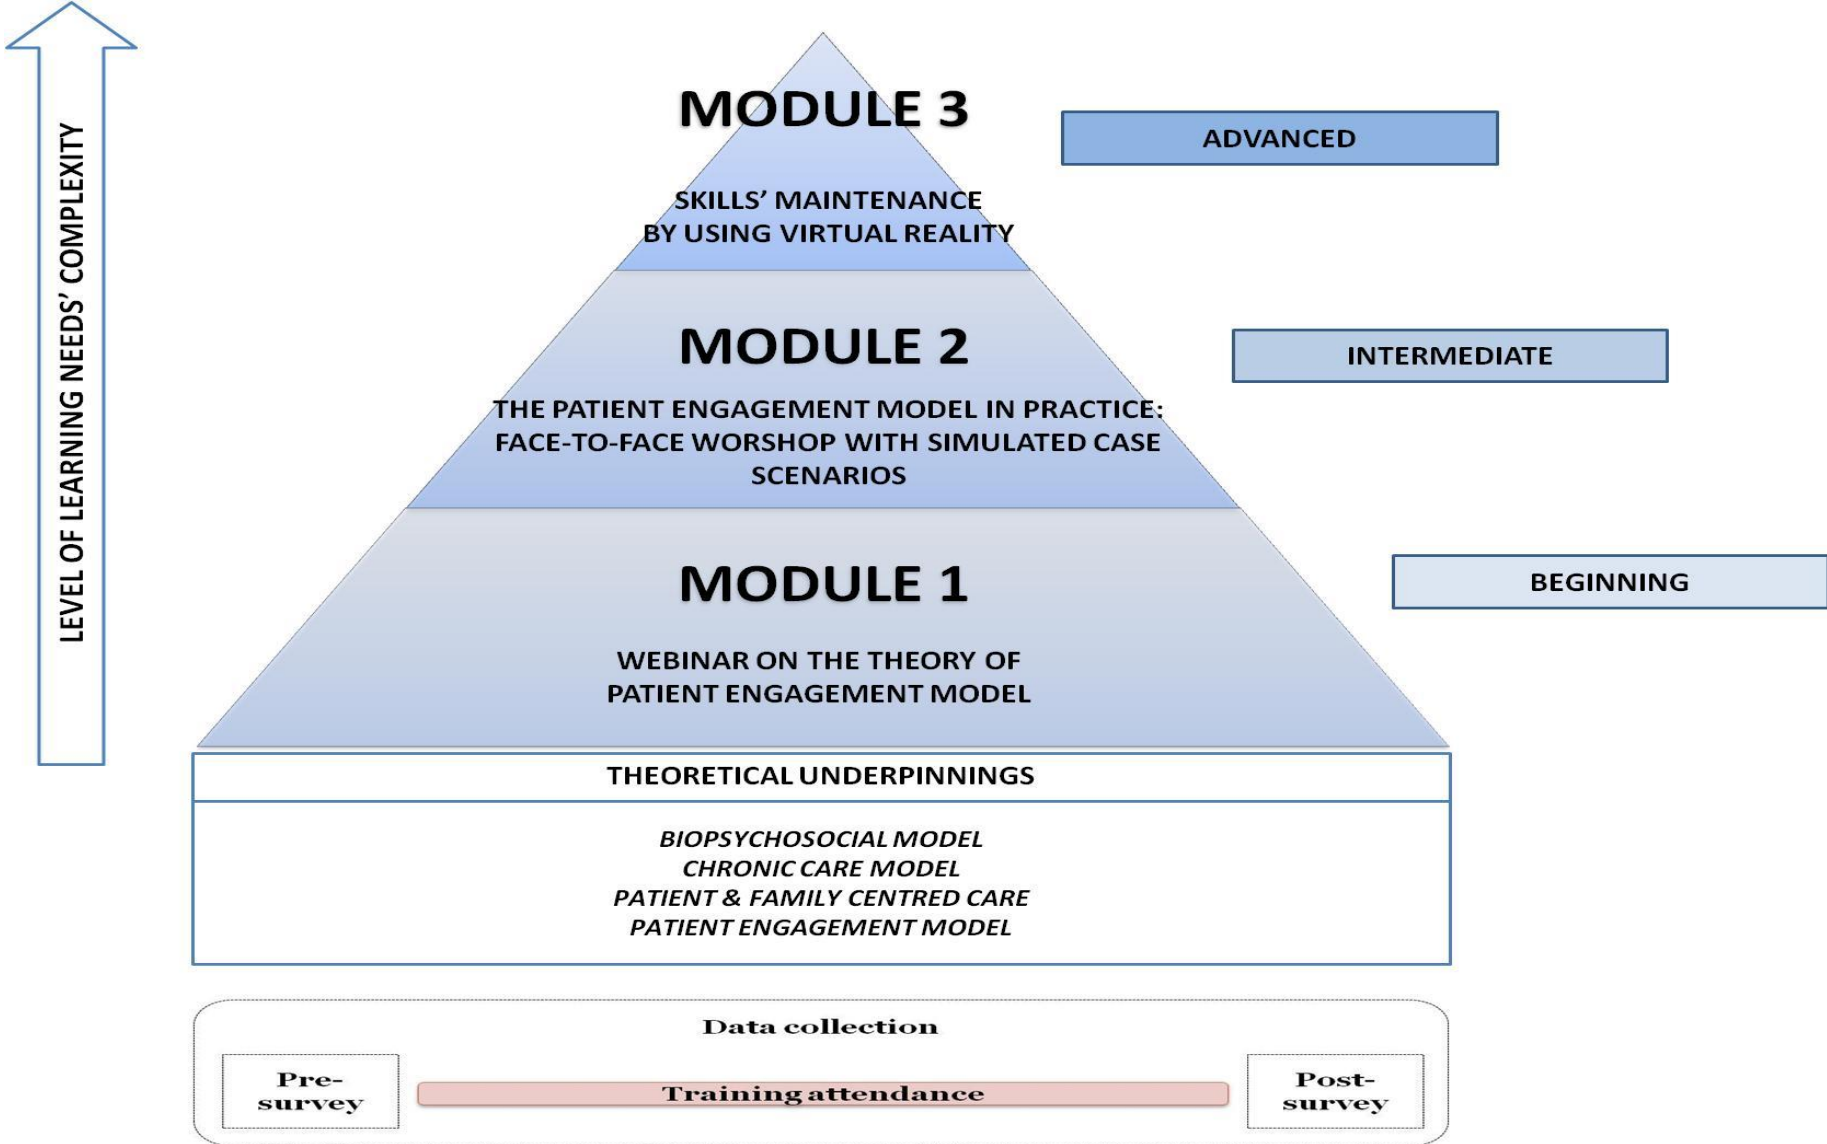 LEVEL OF LEARNING NEEDS’ COMPLEXITY
MODULE 3
SKILLS’ MAINTENANCE
BY USING VIRTUAL REALITY
ADVANCED
MODULE 2
THE PATIENT ENGAGEMENT MODEL IN PRACTICE:
FACE-TO-FACE WORSHOP WITH SIMULATED CASE
SCENARIOS
INTERMEDIATE
MODULE 1
WEBINAR ON THE THEORY OF
PATIENT ENGAGEMENT MODEL
BEGINNING
THEORETICAL UNDERPINNINGS
BIOPSYCHOSOCIAL MODEL
CHRONIC CARE MODEL
PATIENT & FAMILY CENTRED CARE
PATIENT ENGAGEMENT MODEL
Data collection
Pre-
survey
Training attendance
Post-
survey